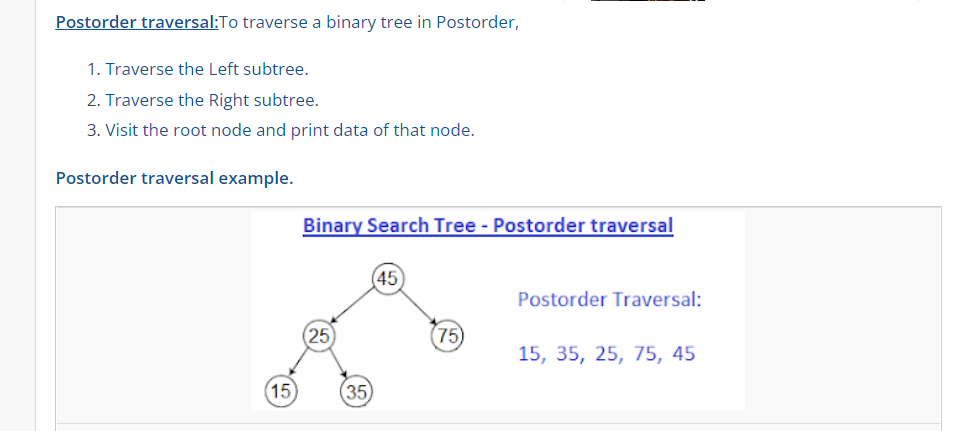 Postorder traversal:To traverse a binary tree in Postorder,
1. Traverse the Left subtree.
2. Traverse the Right subtree.
3. Visit the root node and print data of that node.
Postorder traversal example.
Binary Search Tree - Postorder traversal
45
Postorder Traversal:
25
75
15, 35, 25, 75, 45
15
35